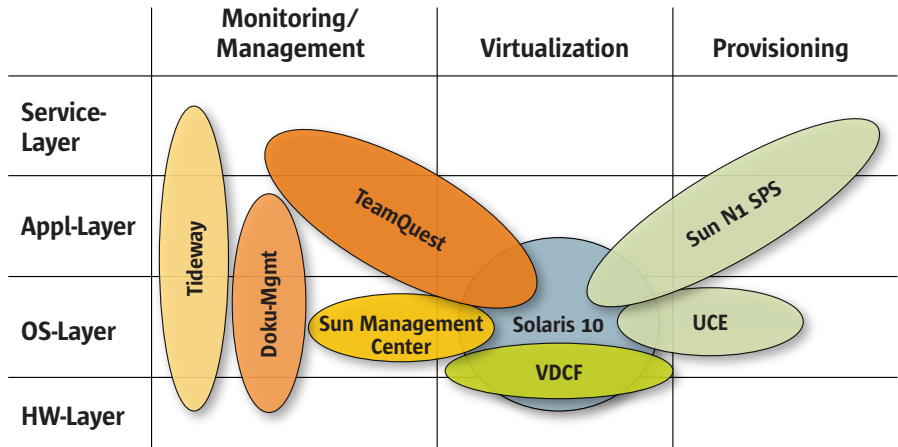 Monitoring/
Management
Virtualization
Provisioning
Service-
Layer
Appl-Layer
OS-Layer
HW-Layer
Tideway
Doku-Mgmt
TeamQuest
Sun Management
Center
Solaris 10
VDCF
Sun N1 SPS
UCE